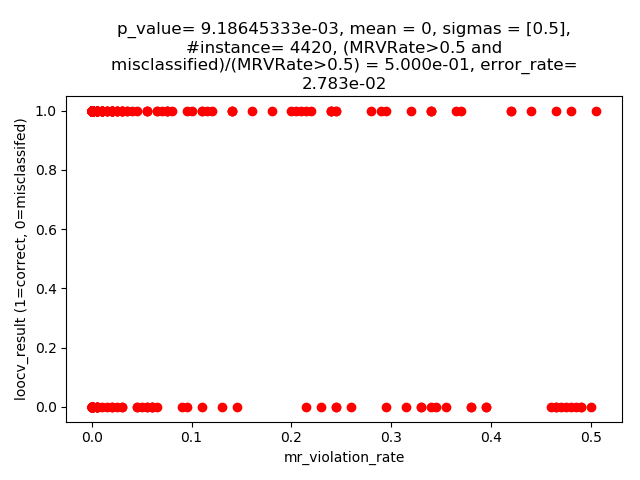 p_value= 9.18645333e-03, mean = 0, sigmas = [0.5],
#instance= 4420, (MRVRate>0.5 and
misclassified)/(MRVRate>0.5) = 5.000e-01, error_rate=
2.783e-02
loocv_result (1=correct, 0=misclassifed)
1.0
0.8
0.6
0.4
0.2
0.0
0.0 0.1 0.2 0.3 0.4 0.5
mr_violation_rate